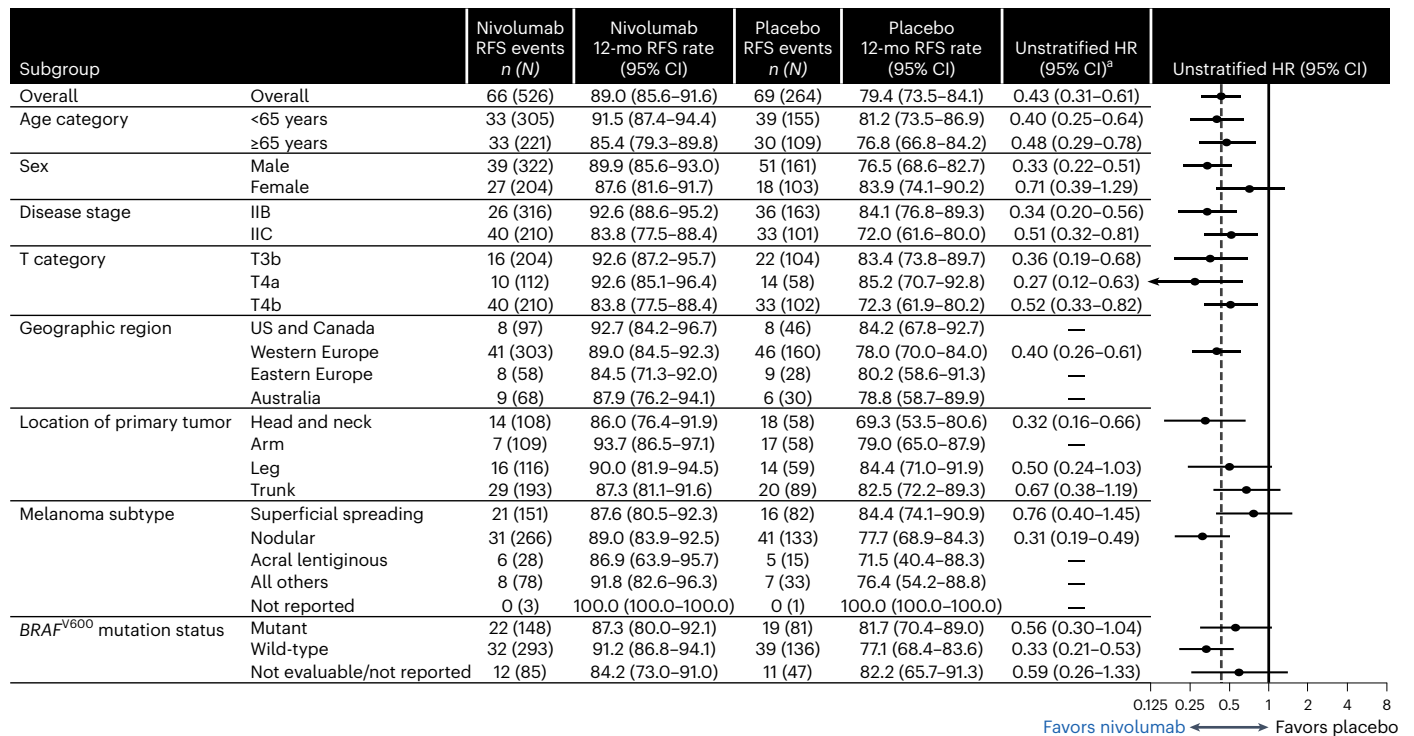 Subgroup Nivolumab RFS events n (N) Nivolumab 12-mo RFS rate (95% CI) Placebo RFS events n (N) Placebo 12-mo RFS rate (95% CI) Unstratified HR (95% CI)a Unstratified HR (95% CI)
Overall Overall 66 (526) 89.0 (85.6–91.6) 69 (264) 79.4 (73.5–84.1) 0.43 (0.31–0.61)
Age category <65 years 33 (305) 91.5 (87.4–94.4) 39 (155) 81.2 (73.5–86.9) 0.40 (0.25–0.64)
≥65 years 33 (221) 85.4 (79.3–89.8) 30 (109) 76.8 (66.8–84.2) 0.48 (0.29–0.78)
Sex Male 39 (322) 89.9 (85.6–93.0) 51 (161) 76.5 (68.6–82.7) 0.33 (0.22–0.51)
Female 27 (204) 87.6 (81.6–91.7) 18 (103) 83.9 (74.1–90.2) 0.71 (0.39–1.29)
Disease stage IIB 26 (316) 92.6 (88.6–95.2) 36 (163) 84.1 (76.8–89.3) 0.34 (0.20–0.56)
IIC 40 (210) 83.8 (77.5–88.4) 33 (101) 72.0 (61.6–80.0) 0.51 (0.32–0.81)
T category T3b 16 (204) 92.6 (87.2–95.7) 22 (104) 83.4 (73.8–89.7) 0.36 (0.19–0.68)
T4a 10 (112) 92.6 (85.1–96.4) 14 (58) 85.2 (70.7–92.8) 0.27 (0.12–0.63)
T4b 40 (210) 83.8 (77.5–88.4) 33 (102) 72.3 (61.9–80.2) 0.52 (0.33–0.82)
Geographic region US and Canada 8 (97) 92.7 (84.2–96.7) 8 (46) 84.2 (67.8–92.7) —
Western Europe 41 (303) 89.0 (84.5–92.3) 46 (160) 78.0 (70.0–84.0) 0.40 (0.26–0.61)
Eastern Europe 8 (58) 84.5 (71.3–92.0) 9 (28) 80.2 (58.6–91.3) —
Australia 9 (68) 87.9 (76.2–94.1) 6 (30) 78.8 (58.7–89.9) —
Location of primary tumor Head and neck 14 (108) 86.0 (76.4–91.9) 18 (58) 69.3 (53.5–80.6) 0.32 (0.16–0.66)
Arm 7 (109) 93.7 (86.5–97.1) 17 (58) 79.0 (65.0–87.9) —
Leg 16 (116) 90.0 (81.9–94.5) 14 (59) 84.4 (71.0–91.9) 0.50 (0.24–1.03)
Trunk 29 (193) 87.3 (81.1–91.6) 20 (89) 82.5 (72.2–89.3) 0.67 (0.38–1.19)
Melanoma subtype Superficial spreading 21 (151) 87.6 (80.5–92.3) 16 (82) 84.4 (74.1–90.9) 0.76 (0.40–1.45)
Nodular 31 (266) 89.0 (83.9–92.5) 41 (133) 77.7 (68.9–84.3) 0.31 (0.19–0.49)
Acral lentiginous 6 (28) 86.9 (63.9–95.7) 5 (15) 71.5 (40.4–88.3) —
All others 8 (78) 91.8 (82.6–96.3) 7 (33) 76.4 (54.2–88.8) —
Not reported 0 (3) 100.0 (100.0–100.0) 0 (1) 100.0 (100.0–100.0) —
BRAFV600 mutation status Mutant 22 (148) 87.3 (80.0–92.1) 19 (81) 81.7 (70.4–89.0) 0.56 (0.30–1.04)
Wild-type 32 (293) 91.2 (86.8–94.1) 39 (136) 77.1 (68.4–83.6) 0.33 (0.21–0.53)
Not evaluable/not reported 12 (85) 84.2 (73.0–91.0) 11 (47) 82.2 (65.7–91.3) 0.59 (0.26–1.33)
0.125 0.25 0.5 1 2 4 8
Favors nivolumab Favors placebo